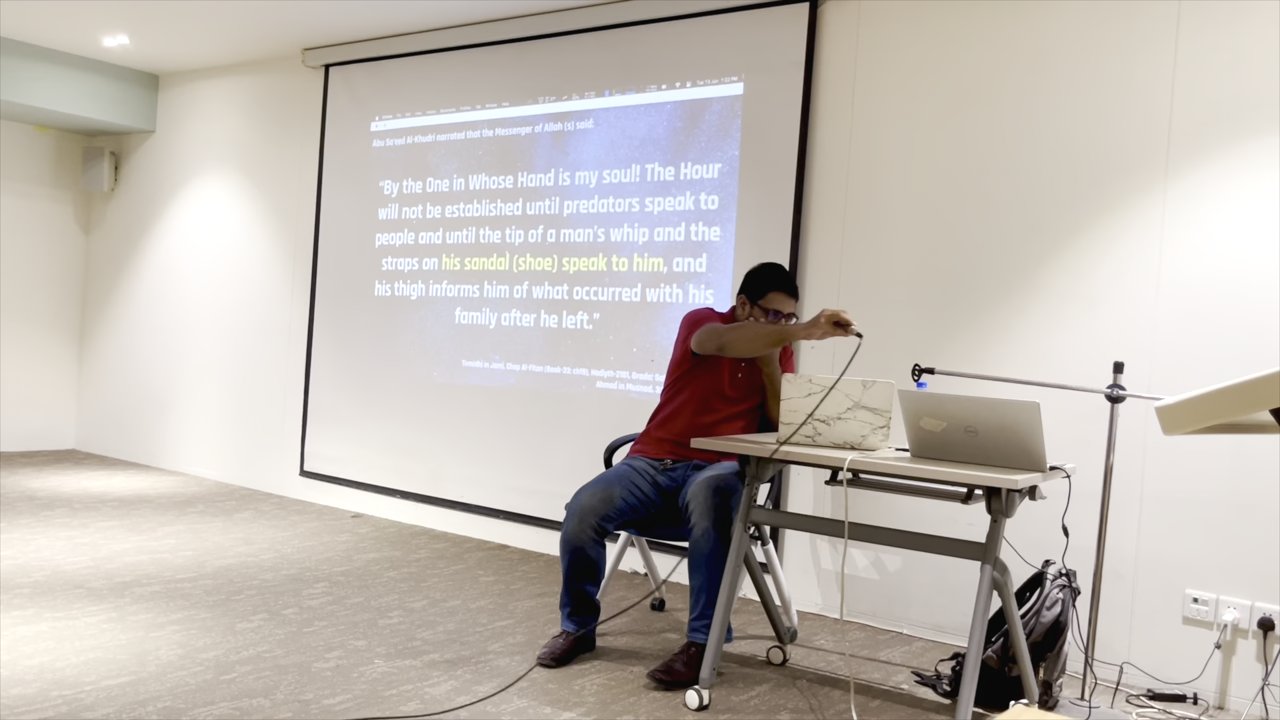 Abu Sa'eed Al-Khudri narrated that the Messenger of Allah (s) said:
"By the One in Whose Hand is my soul! The Hour
will not be established until predators speak to
people and until the tip of a man's whip and the
straps on his sandal (shoe) speak to him, and
his thigh informs him of what occurred with his
family after he left."
Ahmad in Musnad,
DELL